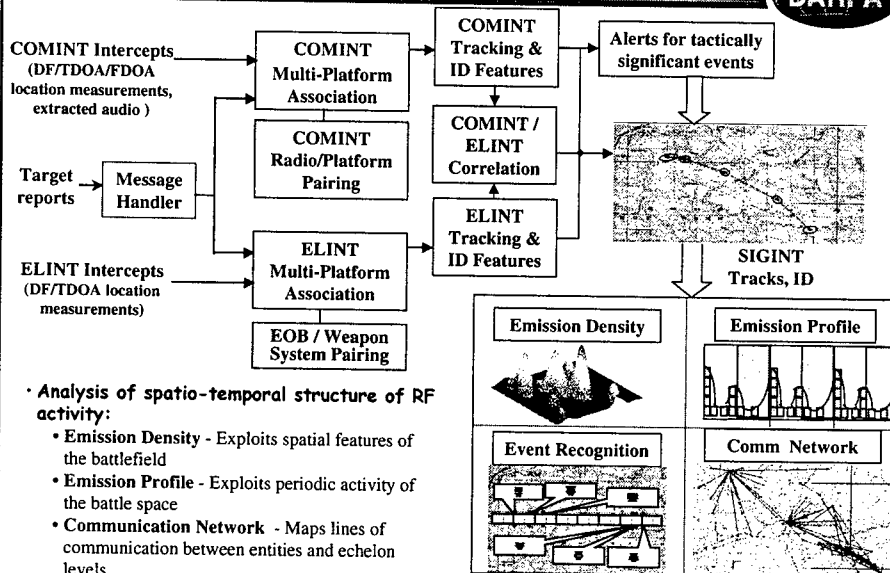 DARPA
COMINT Intercepts
(DF/TDOA/FDOA
location measurements,
extracted audio )
Target
reports
Message
Handler
ELINT Intercepts
(DF/TDOA location
measurements)
COMINT
Multi-Platform
Association
COMINT
Radio/Platform
Pairing
ELINT
Multi-Platform
Association
EOB / Weapon
System Pairing
COMINT
Tracking &
ID Features
COMINT /
ELINT
Correlation
ELINT
Tracking &
ID Features
Alerts for tactically
significant events
SIGINT
Tracks, ID
Emission Density
Emission Profile
Event Recognition
Comm Network
· Analysis of spatio-temporal structure of RF
activity:
• Emission Density - Exploits spatial features of
the battlefield
• Emission Profile - Exploits periodic activity of
the battle space
• Communication Network - Maps lines of
communication between entities and echelon
levels